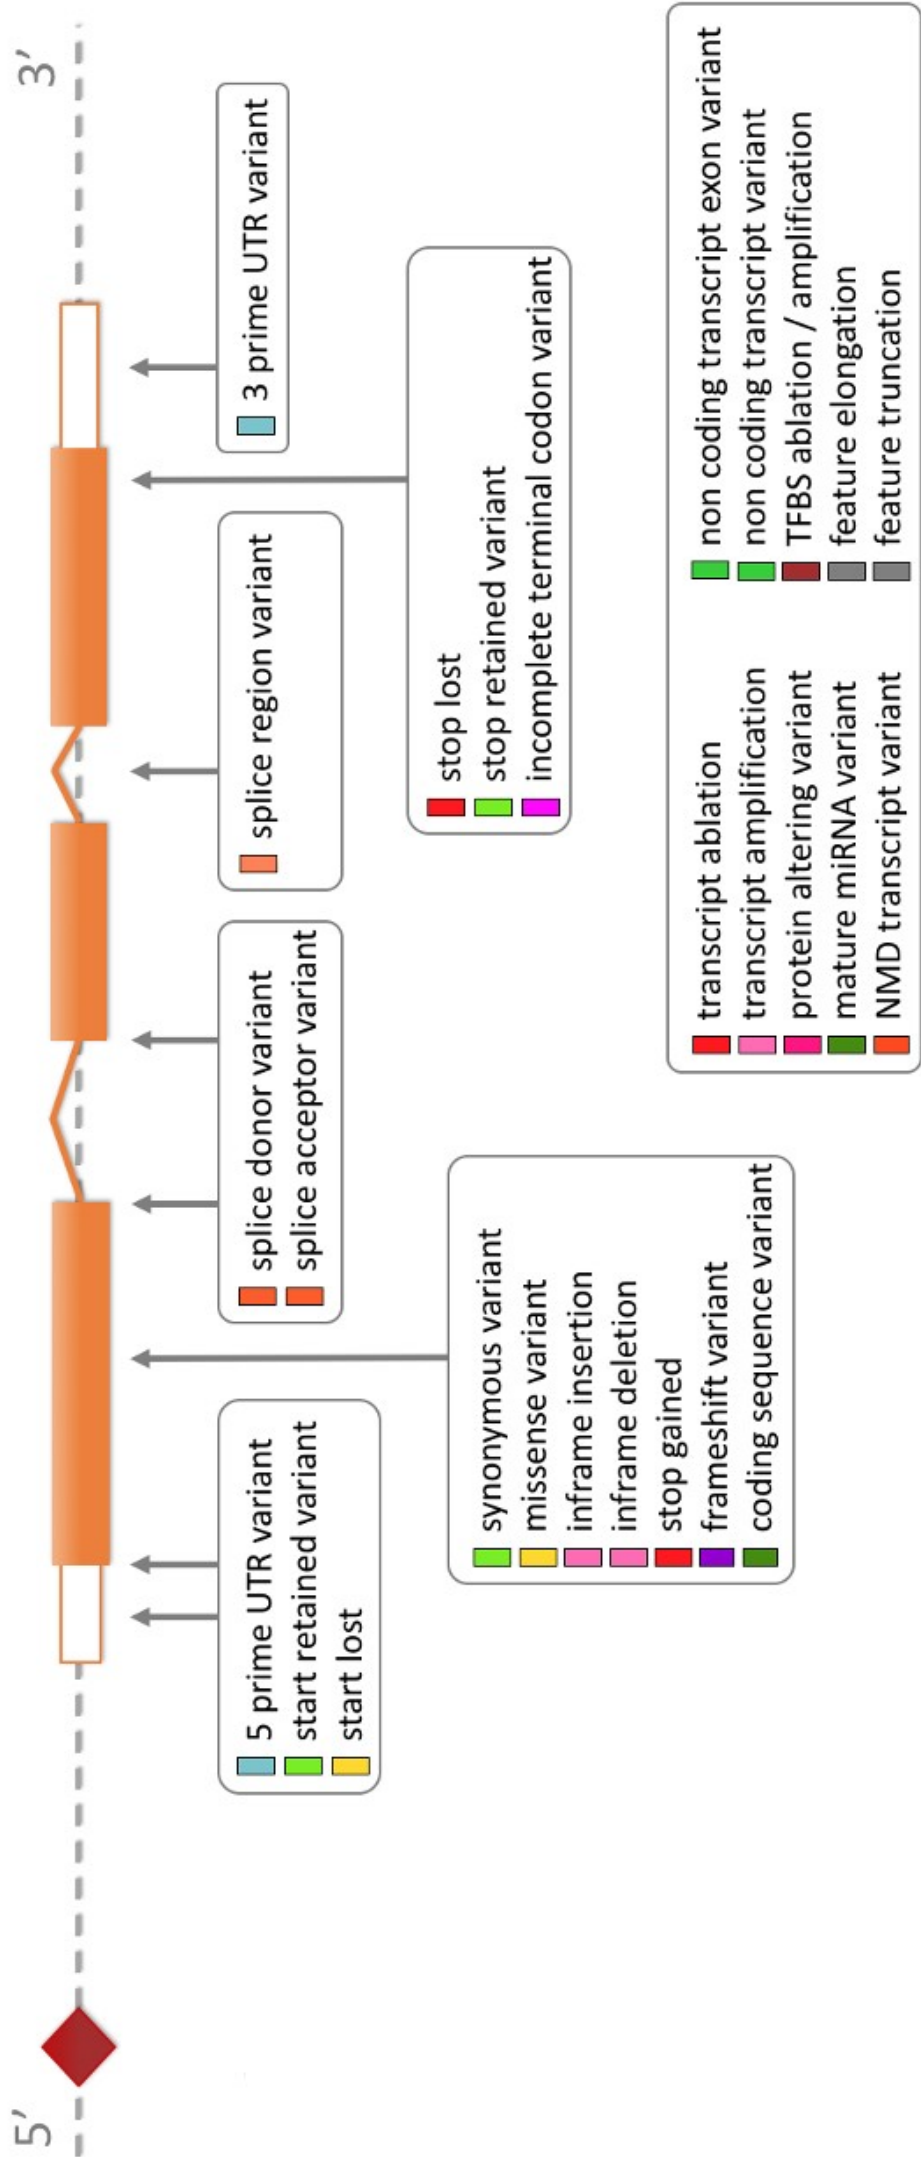 5’
3’
5 prime UTR variant
start retained variant
start lost
synonymous variant
missense variant
inframe insertion
inframe deletion
stop gained
frameshift variant
coding sequence variant
splice donor variant
splice acceptor variant
splice region variant
stop lost
stop retained variant
incomplete terminal codon variant
3 prime UTR variant
transcript ablation
transcript amplification
protein altering variant
mature miRNA variant
NMD transcript variant
non coding transcript exon variant
non coding transcript variant
TFBS ablation / amplification
feature elongation
feature truncation